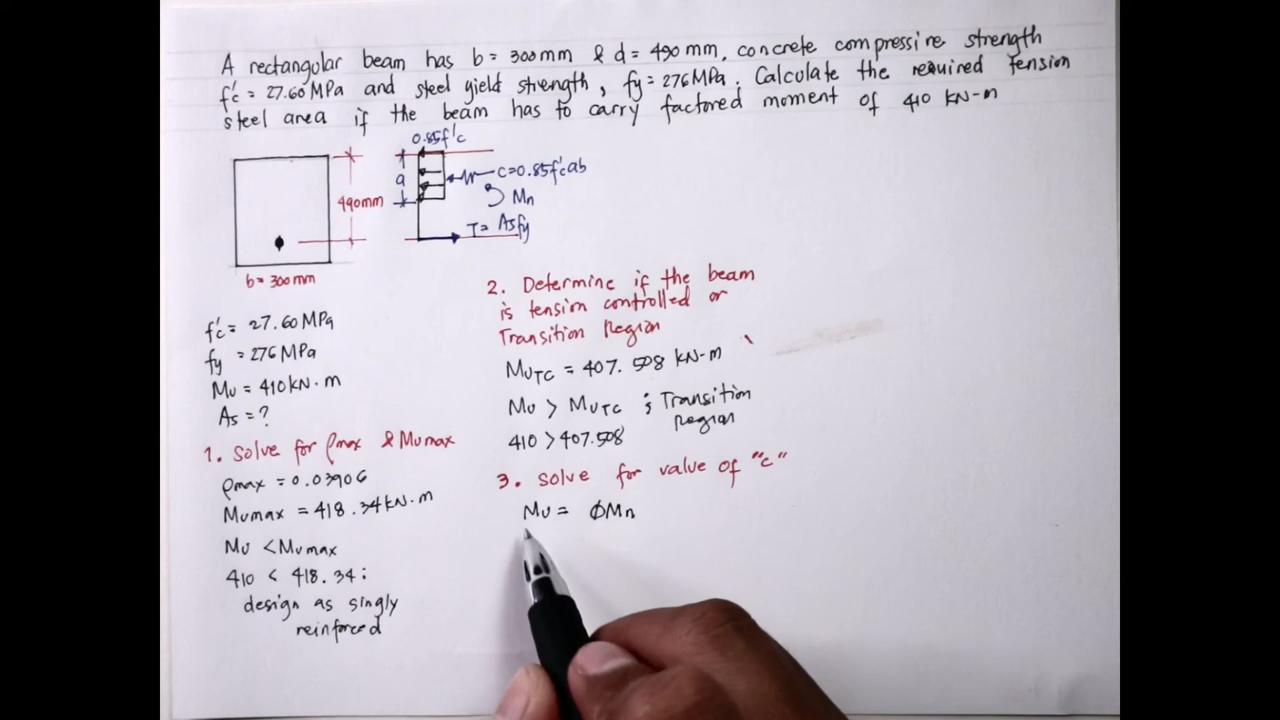 A rectangular beam has b = 300mm & d = 490 mm, concrete compressive strength
f'c = 27.60 MPa and steel yield strength, fy = 276 MPa. Calculate the required tension
steel area if the beam has to carry factored moment of 410 KN-m
0.85f'c
a
C=0.85f'cab
Mn
T= Asfy
490mm
b= 300mm
f'c = 27.60 MPa
fy = 276 MPa
Mu = 410 kN.m
As = ?
1. Solve for ρmax & Mumax
ρmax = 0.03906
Mumax = 418.34 kN.m
Mu < Mumax
410 < 418.34 :
design as singly
reinforced
2. Determine if the beam
is tension controlled or
Transition Region
MuTC = 407.508 KN-m
Mu > MuTC ; Transition
Region
410 > 407.508
3. Solve for value of "c"
Mu = ϕMn